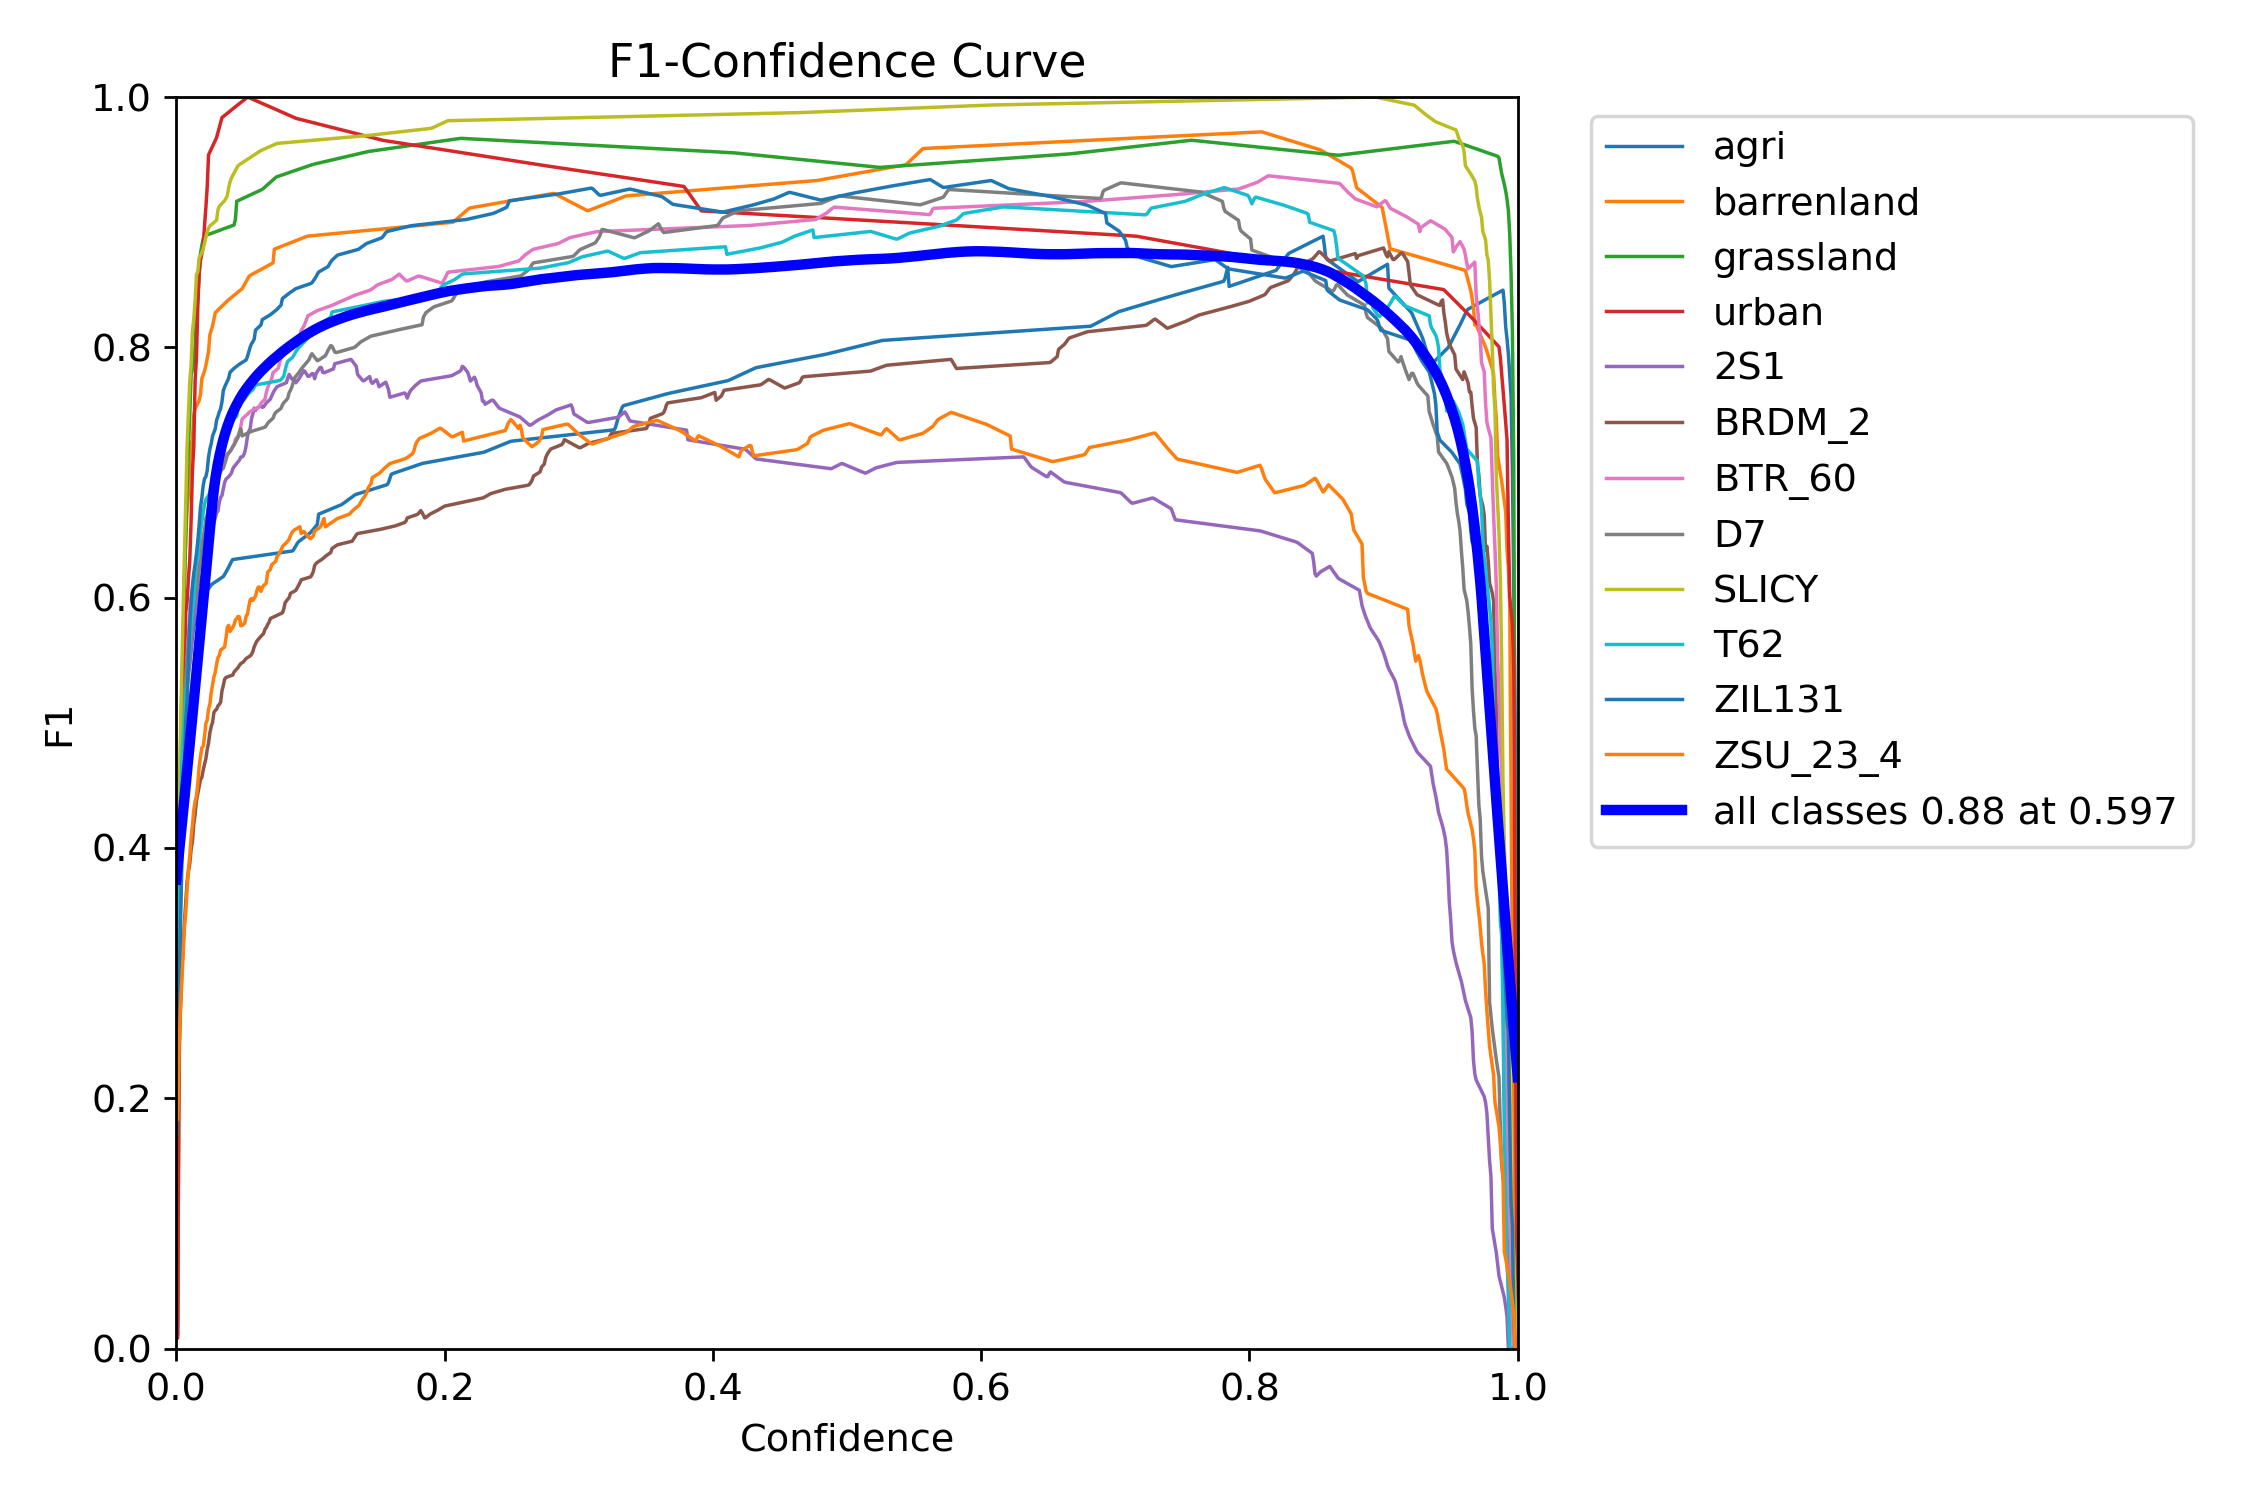 F1-Confidence Curve
1.0
0.8
0.6
0.4
0.2
0.0
F1
0.0 0.2 0.4 0.6 0.8 1.0
Confidence
agri
barrenland
grassland
urban
2S1
BRDM_2
BTR_60
D7
SLICY
T62
ZIL131
ZSU_23_4
all classes 0.88 at 0.597